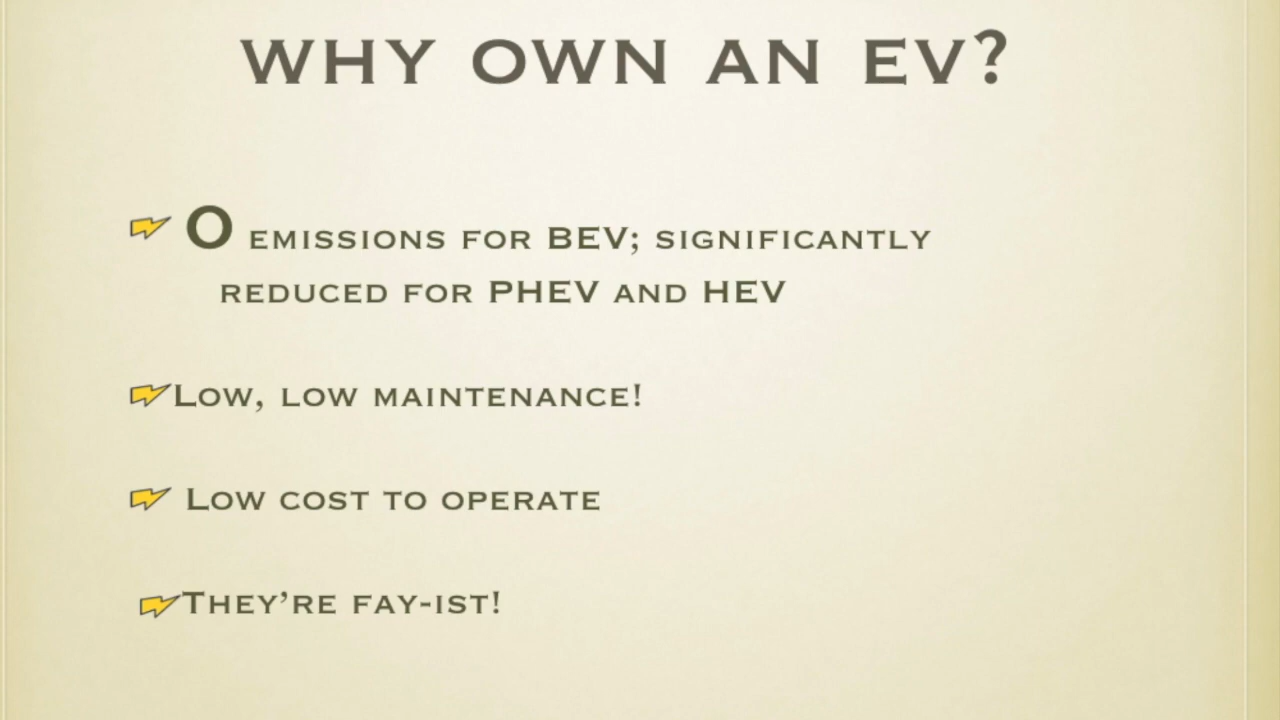 WHY OWN AN EV?
O EMISSIONS FOR BEV; SIGNIFICANTLY
REDUCED FOR PHEV AND HEV
LOW, LOW MAINTENANCE!
LOW COST TO OPERATE
THEY'RE FAY-IST!